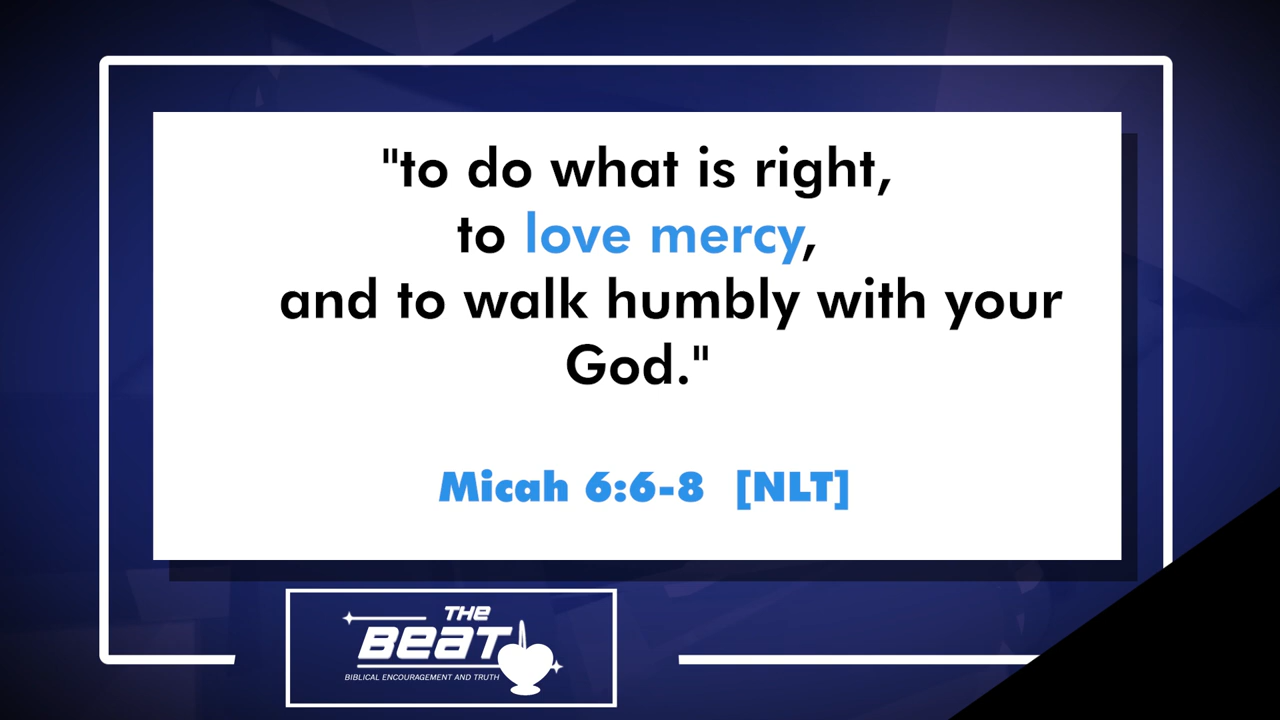 "to do what is right,
to love mercy,
and to walk humbly with your
God."
Micah 6:6-8 [NLT]
THE
BEAT
BIBLICAL ENCOURAGEMENT AND TRUTH